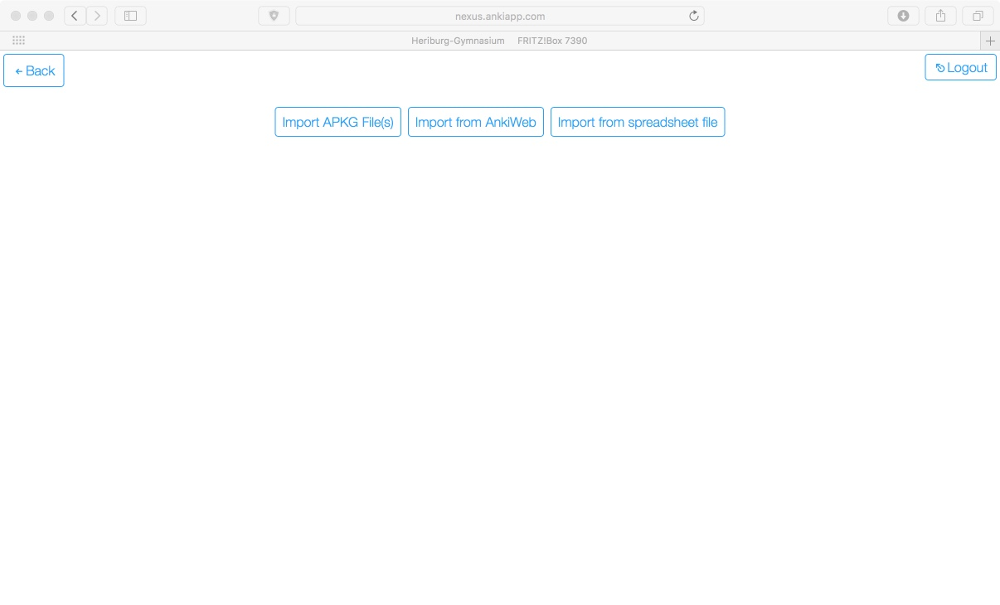 nexus.ankiapp.com
Heriburg-Gymnasium FRITZ!Box 7390
Back
Logout
Import APKG File(s) Import from AnkiWeb Import from spreadsheet file